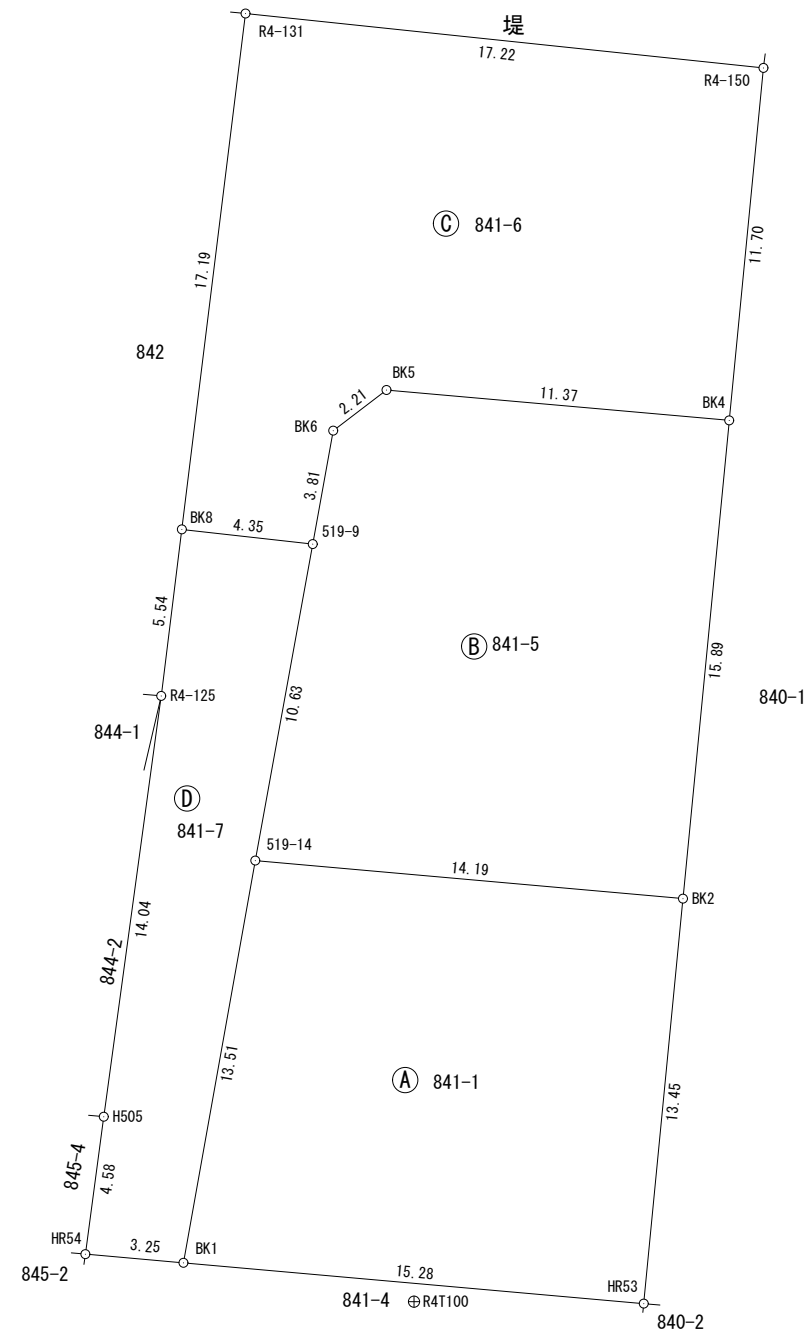 堤
R4-131
17.22
R4-150
Ⓒ 841-6
11.70
17.19
842
BK5
2.21
11.37
BK4
BK6
3.81
BK8
4.35
519-9
5.54
Ⓑ 841-5
15.89
R4-125
10.63
840-1
844-1
Ⓓ
841-7
519-14
14.19
BK2
14.04
844-2
13.51
Ⓐ 841-1
13.45
H505
845-4
4.58
HR54
3.25
BK1
845-2
15.28
HR53
841-4
R4T100
840-2